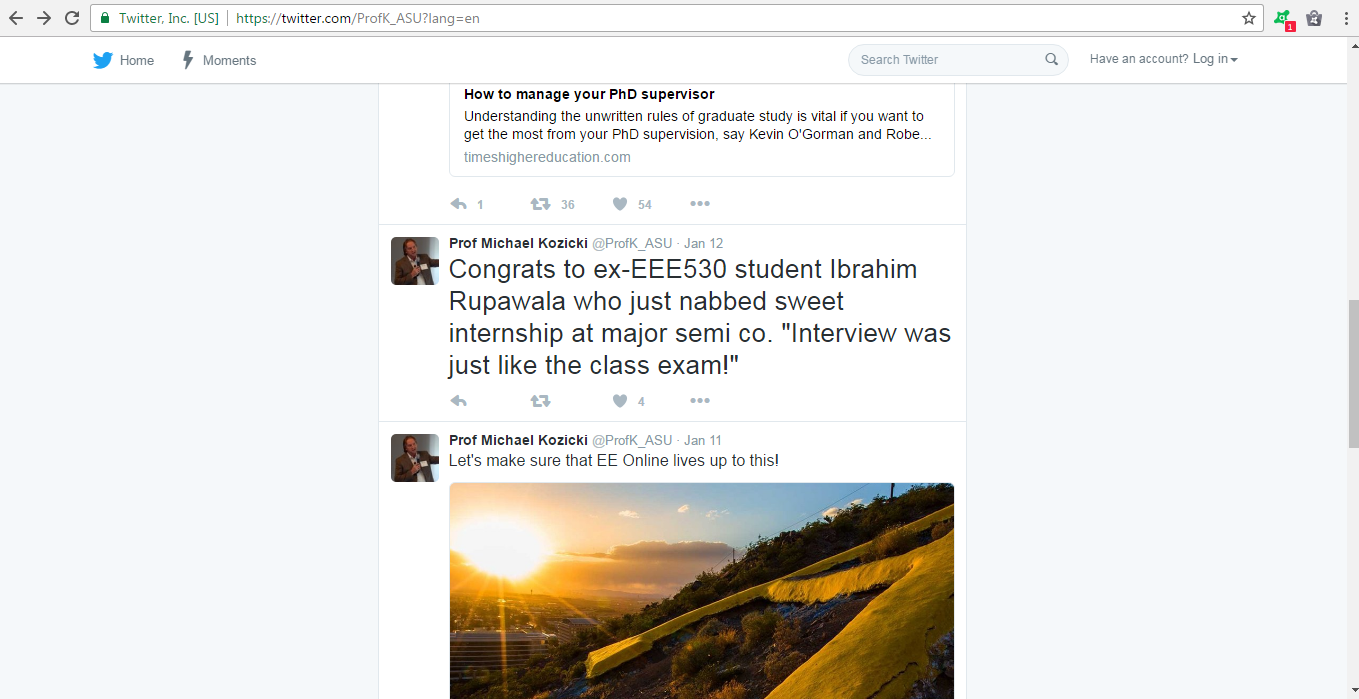 Twitter, Inc. [US] https://twitter.com/ProfK_ASU?lang=en
1
Home Moments Search Twitter Have an account? Log in
How to manage your PhD supervisor
Understanding the unwritten rules of graduate study is vital if you want to
get the most from your PhD supervision, say Kevin O'Gorman and Robe...
timeshighereducation.com
1 36 54
Prof Michael Kozicki @ProfK_ASU · Jan 12
Congrats to ex-EEE530 student Ibrahim
Rupawala who just nabbed sweet
internship at major semi co. "Interview was
just like the class exam!"
4
Prof Michael Kozicki @ProfK_ASU · Jan 11
Let's make sure that EE Online lives up to this!